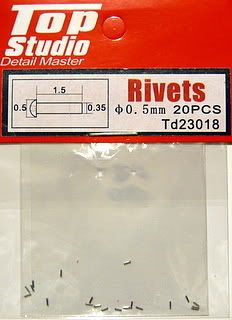 Top
Studio
Detail Master
Rivets
1.5
0.5
0.35
φ0.5mm 20PCS
Td23018